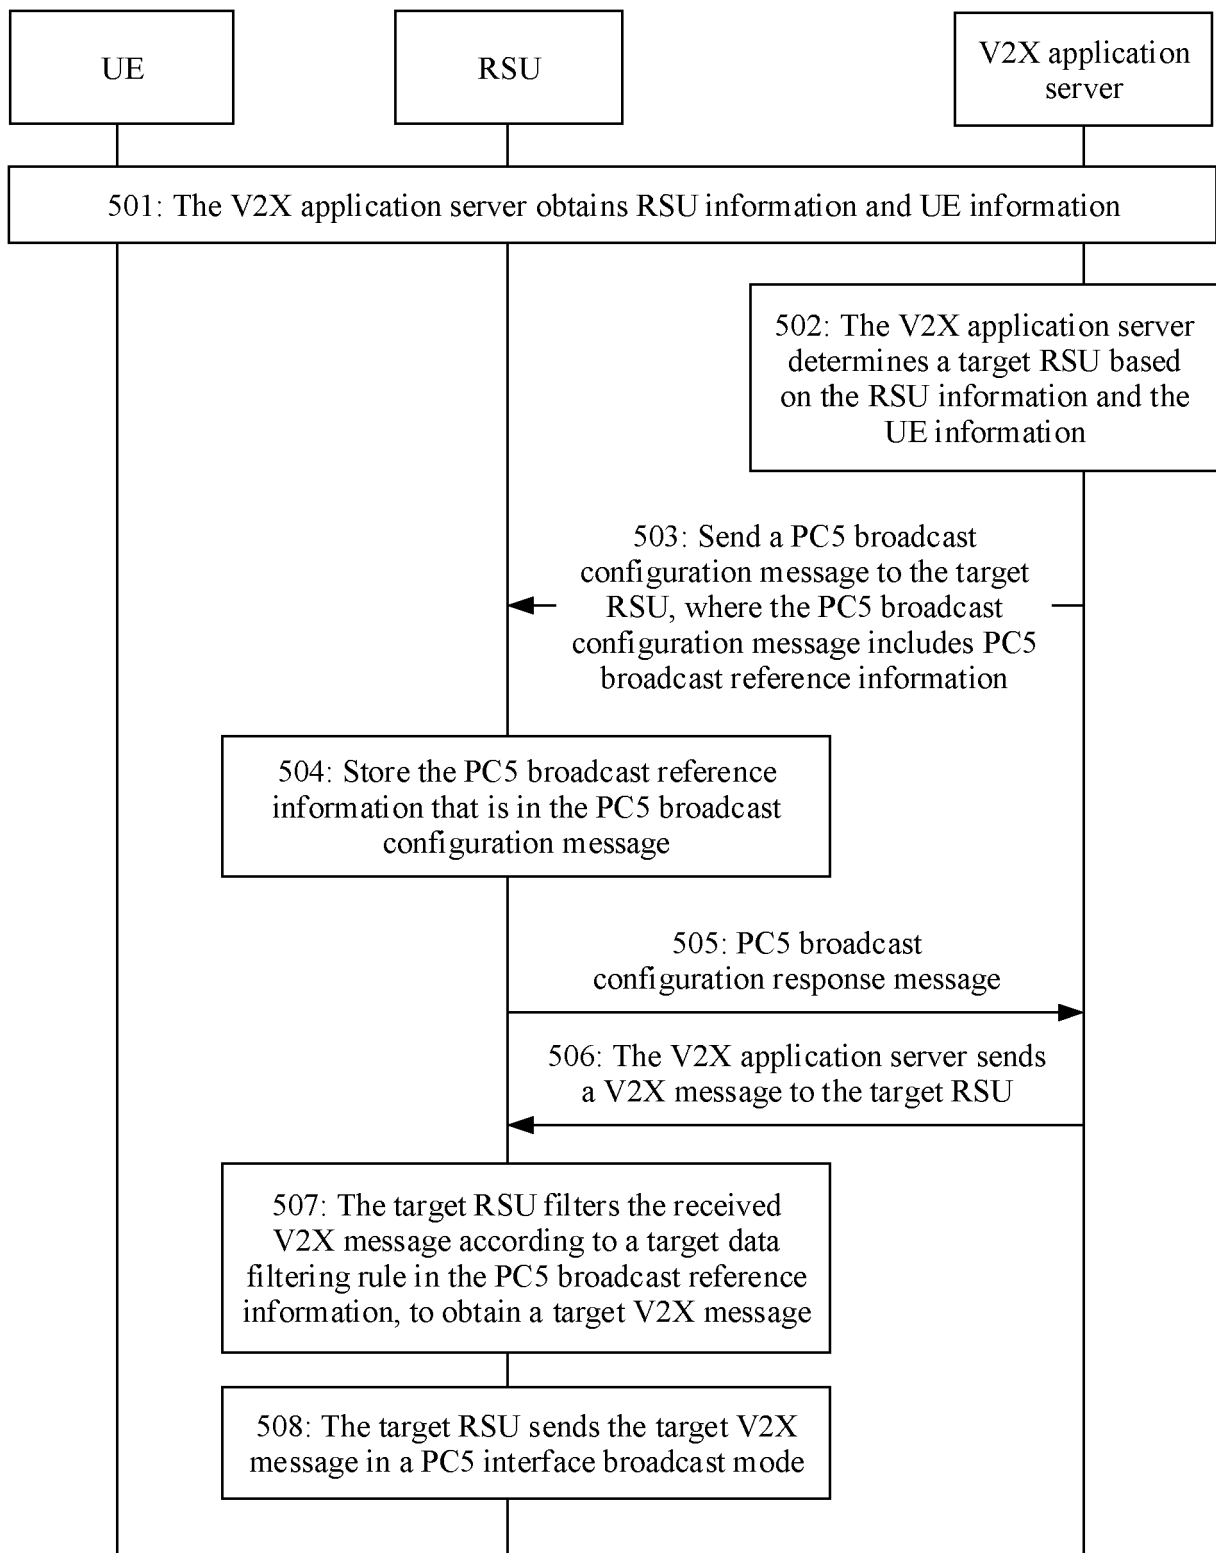 UE
RSU
V2X application
server
501: The V2X application server obtains RSU information and UE information
502: The V2X application server
determines a target RSU based
on the RSU information and the
UE information
503: Send a PC5 broadcast
configuration message to the target
RSU, where the PC5 broadcast
configuration message includes PC5
broadcast reference information
504: Store the PC5 broadcast reference
information that is in the PC5 broadcast
configuration message
505: PC5 broadcast
configuration response message
506: The V2X application server sends
a V2X message to the target RSU
507: The target RSU filters the received
V2X message according to a target data
filtering rule in the PC5 broadcast reference
information, to obtain a target V2X message
508: The target RSU sends the target V2X
message in a PC5 interface broadcast mode